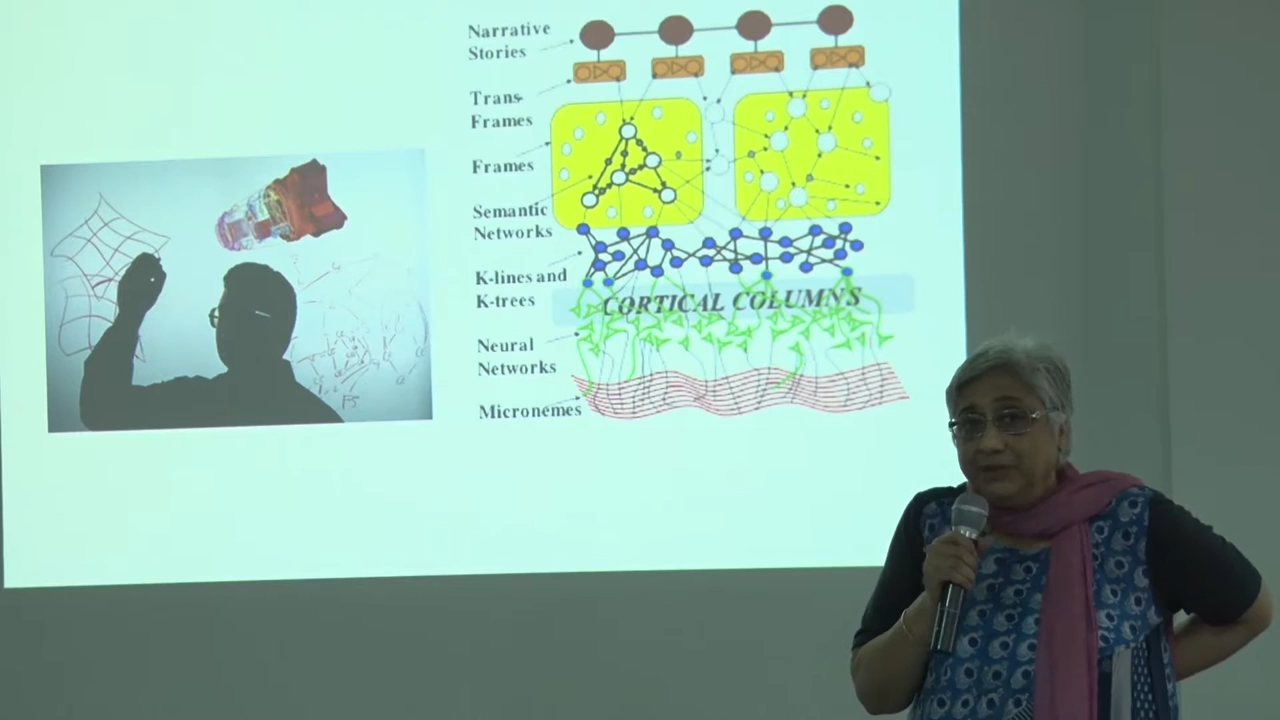 Narrative
Stories
Trans-
Frames
Frames
Semantic
Networks
K-lines and
K-trees
CORTICAL COLUMNS
Neural
Networks
Micronemes